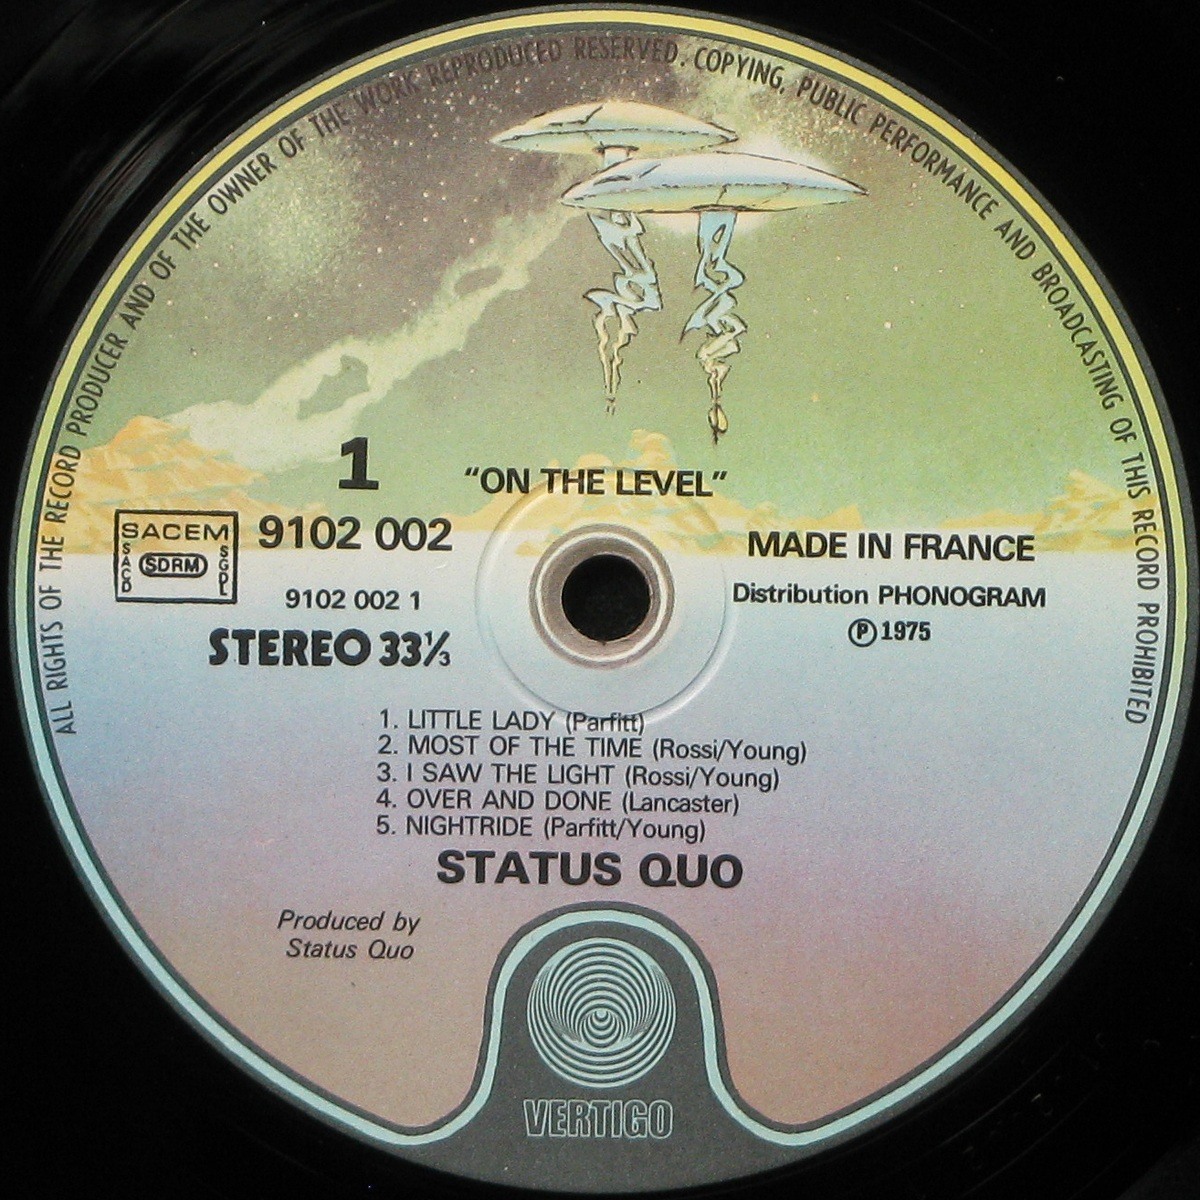 ALL RIGHTS OF THE RECORD PRODUCER AND OF THE OWNER OF THE WORK REPRODUCED RESERVED. COPYING, PUBLIC PERFORMANCE AND BROADCASTING OF THIS RECORD PROHIBITED
1
“ON THE LEVEL”
SACEM
SACD
SDRM
SGDL
9102 002
9102 002 1
STEREO 33⅓
MADE IN FRANCE
Distribution PHONOGRAM
Ⓟ 1975
1. LITTLE LADY (Parfitt)
2. MOST OF THE TIME (Rossi/Young)
3. I SAW THE LIGHT (Rossi/Young)
4. OVER AND DONE (Lancaster)
5. NIGHTRIDE (Parfitt/Young)
STATUS QUO
Produced by
Status Quo
VERTIGO